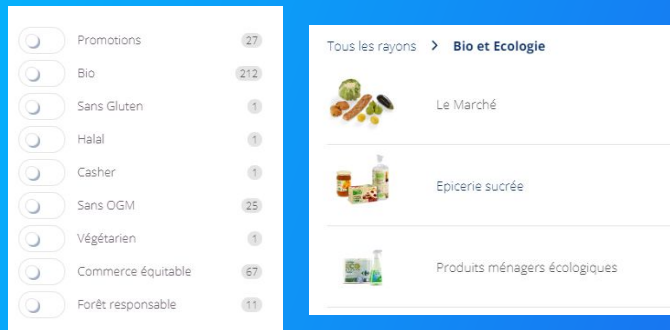 Promotions 27
Bio 212
Sans Gluten 1
Halal 1
Casher 1
Sans OGM 25
Végétarien 1
Commerce équitable 67
Forêt responsable 11
Tous les rayons > Bio et Ecologie
Le Marché
Epicerie sucrée
Produits ménagers écologiques